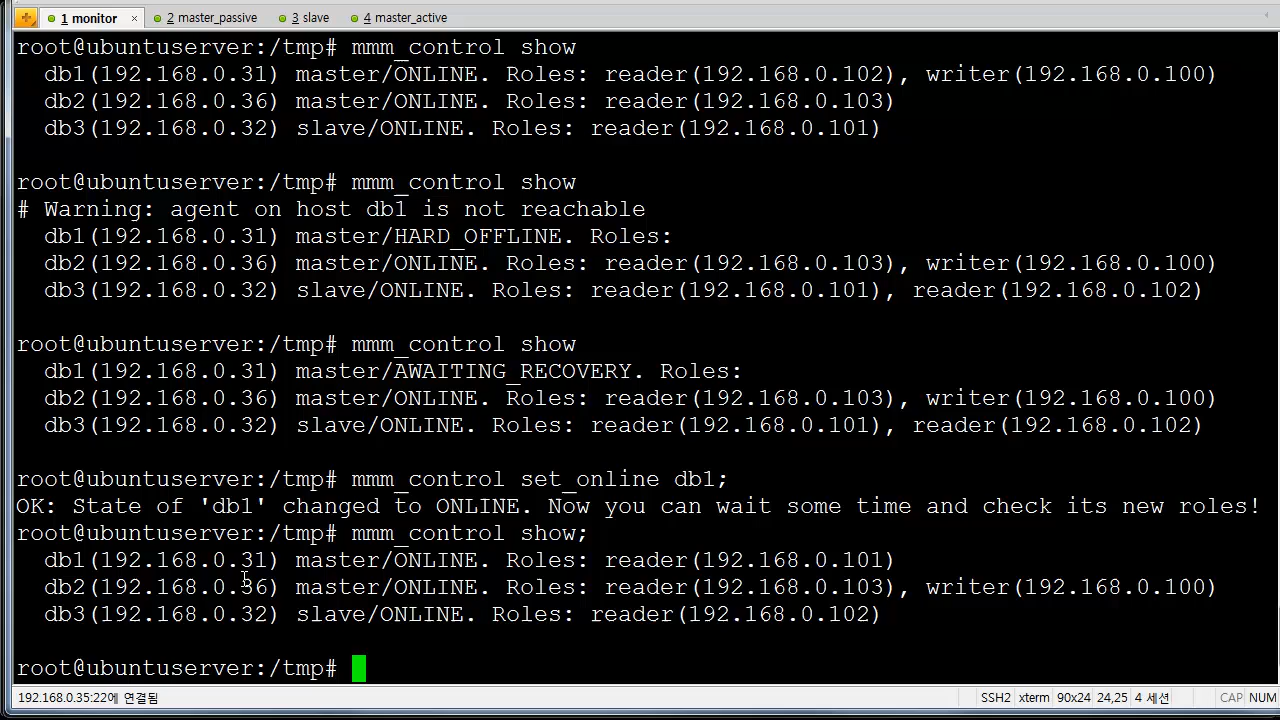 1 monitor × 2 master_passive 3 slave 4 master_active
root@ubuntuserver:/tmp# mmm_control show
db1(192.168.0.31) master/ONLINE. Roles: reader(192.168.0.102), writer(192.168.0.100)
db2(192.168.0.36) master/ONLINE. Roles: reader(192.168.0.103)
db3(192.168.0.32) slave/ONLINE. Roles: reader(192.168.0.101)
root@ubuntuserver:/tmp# mmm_control show
# Warning: agent on host db1 is not reachable
db1(192.168.0.31) master/HARD_OFFLINE. Roles:
db2(192.168.0.36) master/ONLINE. Roles: reader(192.168.0.103), writer(192.168.0.100)
db3(192.168.0.32) slave/ONLINE. Roles: reader(192.168.0.101), reader(192.168.0.102)
root@ubuntuserver:/tmp# mmm_control show
db1(192.168.0.31) master/AWAITING_RECOVERY. Roles:
db2(192.168.0.36) master/ONLINE. Roles: reader(192.168.0.103), writer(192.168.0.100)
db3(192.168.0.32) slave/ONLINE. Roles: reader(192.168.0.101), reader(192.168.0.102)
root@ubuntuserver:/tmp# mmm_control set_online db1;
OK: State of 'db1' changed to ONLINE. Now you can wait some time and check its new roles!
root@ubuntuserver:/tmp# mmm_control show;
db1(192.168.0.31) master/ONLINE. Roles: reader(192.168.0.101)
db2(192.168.0.36) master/ONLINE. Roles: reader(192.168.0.103), writer(192.168.0.100)
db3(192.168.0.32) slave/ONLINE. Roles: reader(192.168.0.102)
root@ubuntuserver:/tmp#
192.168.0.35:22에 연결됨 SSH2 xterm 90x24 24,25 4 세션 CAP NUM